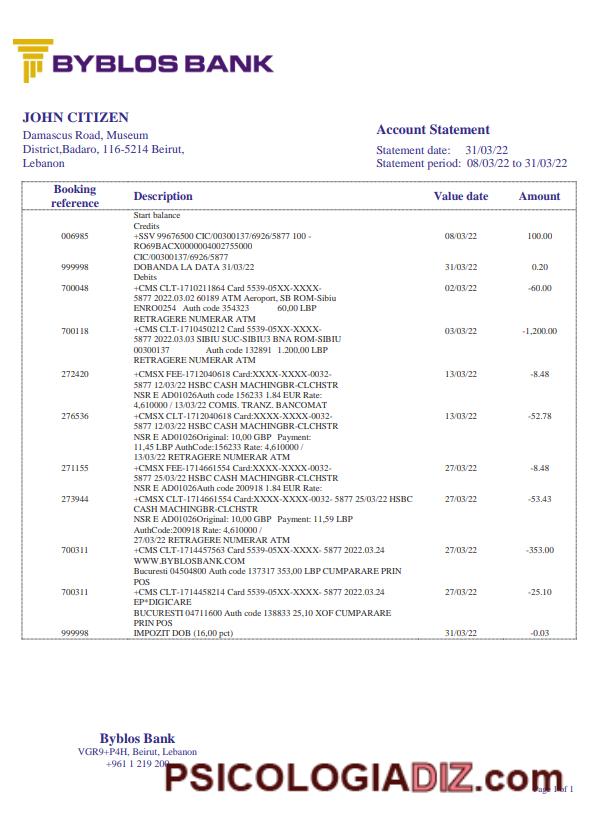 BYBLOS BANK
JOHN CITIZEN
Damascus Road, Museum
District,Badaro, 116-5214 Beirut,
Lebanon
Account Statement
Statement date: 31/03/22
Statement period: 08/03/22 to 31/03/22
Booking reference Description Value date Amount
Start balance
Credits
006985 +SSV 99676500 CIC/00300137/6926/5877 100 - 08/03/22 100.00
RO69BACX0000004002755000
CIC/00300137/6926/5877
999998 DOBANDA LA DATA 31/03/22 31/03/22 0.20
Debits
700048 +CMS CLT-1710211864 Card 5539-05XX-XXXX- 02/03/22 -60.00
5877 2022.03.02 60189 ATM Aeroport, SB ROM-Sibiu
ENRO0254 Auth code 354323 60,00 LBP
RETRAGERE NUMERAR ATM
700118 +CMS CLT-1710450212 Card 5539-05XX-XXXX- 03/03/22 -1,200.00
5877 2022.03.03 SIBIU SUC-SIBIU3 BNA ROM-SIBIU
00300137 Auth code 132891 1.200,00 LBP
RETRAGERE NUMERAR ATM
272420 +CMSX FEE-1712040618 Card:XXXX-XXXX-0032- 13/03/22 -8.48
5877 12/03/22 HSBC CASH MACHINGBR-CLCHSTR
NSR E AD01026Auth code 156233 1.84 EUR Rate:
4,610000 / 13/03/22 COMIS. TRANZ. BANCOMAT
276536 +CMSX CLT-1712040618 Card:XXXX-XXXX-0032- 13/03/22 -52.78
5877 12/03/22 HSBC CASH MACHINGBR-CLCHSTR
NSR E AD01026Original: 10,00 GBP Payment:
11,45 LBP AuthCode:156233 Rate: 4,610000 /
13/03/22 RETRAGERE NUMERAR ATM
271155 +CMSX FEE-1714661554 Card:XXXX-XXXX-0032- 27/03/22 -8.48
5877 25/03/22 HSBC CASH MACHINGBR-CLCHSTR
NSR E AD01026Auth code 200918 1.84 EUR Rate:
273944 +CMSX CLT-1714661554 Card:XXXX-XXXX-0032- 5877 25/03/22 HSBC 27/03/22 -53.43
CASH MACHINGBR-CLCHSTR
NSR E AD01026Original: 10,00 GBP Payment: 11,59 LBP
AuthCode:200918 Rate: 4,610000 /
27/03/22 RETRAGERE NUMERAR ATM
700311 +CMS CLT-1714457563 Card 5539-05XX-XXXX- 5877 2022.03.24 27/03/22 -353.00
WWW.BYBLOSBANK.COM
Bucuresti 04504800 Auth code 137317 353,00 LBP CUMPARARE PRIN
POS
700311 +CMS CLT-1714458214 Card 5539-05XX-XXXX- 5877 2022.03.24 27/03/22 -25.10
EP*DIGICARE
BUCURESTI 04711600 Auth code 138833 25,10 XOF CUMPARARE
PRIN POS
999998 IMPOZIT DOB (16,00 pct) 31/03/22 -0.03
Byblos Bank
VGR9+P4H, Beirut, Lebanon
+961 1 219 200
PSICOLOGIADIZ.com
Page 1 of 1